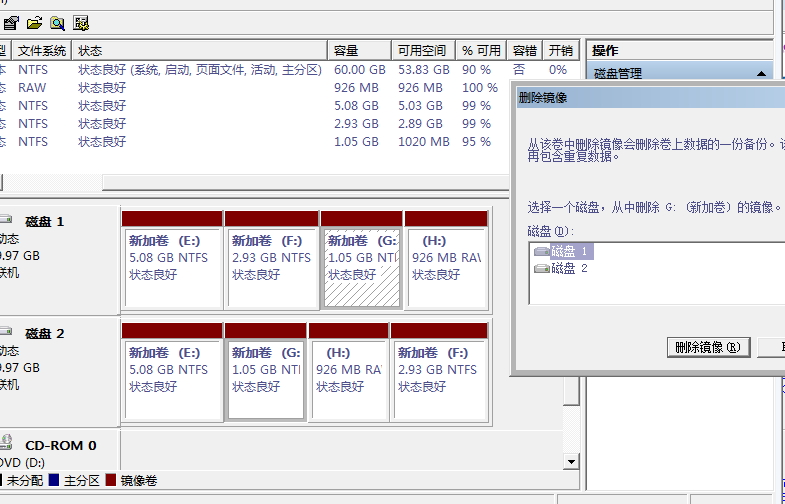 文件系统 状态 容量 可用空间 % 可用 容错 开销
NTFS 状态良好 (系统, 启动, 页面文件, 活动, 主分区) 60.00 GB 53.83 GB 90 % 否 0%
RAW 状态良好 926 MB 926 MB 100 %
NTFS 状态良好 5.08 GB 5.03 GB 99 %
NTFS 状态良好 2.93 GB 2.89 GB 99 %
NTFS 状态良好 1.05 GB 1020 MB 95 %
操作
磁盘管理
删除镜像
从该卷中删除镜像会删除卷上数据的一份备份。
再包含重复数据。
选择一个磁盘，从中删除 G: (新加卷) 的镜像。
磁盘(D):
磁盘 1
磁盘 2
删除镜像(R)
磁盘 1
动态
9.97 GB
联机
新加卷 (E:)
5.08 GB NTFS
状态良好
新加卷 (F:)
2.93 GB NTFS
状态良好
新加卷 (G:
1.05 GB NTI
状态良好
(H:)
926 MB RAW
状态良好
磁盘 2
动态
9.97 GB
联机
新加卷 (E:)
5.08 GB NTFS
状态良好
新加卷 (G:
1.05 GB NTI
状态良好
(H:)
926 MB RA
状态良好
新加卷 (F:)
2.93 GB NTFS
状态良好
CD-ROM 0
DVD (D:)
未分配 主分区 镜像卷